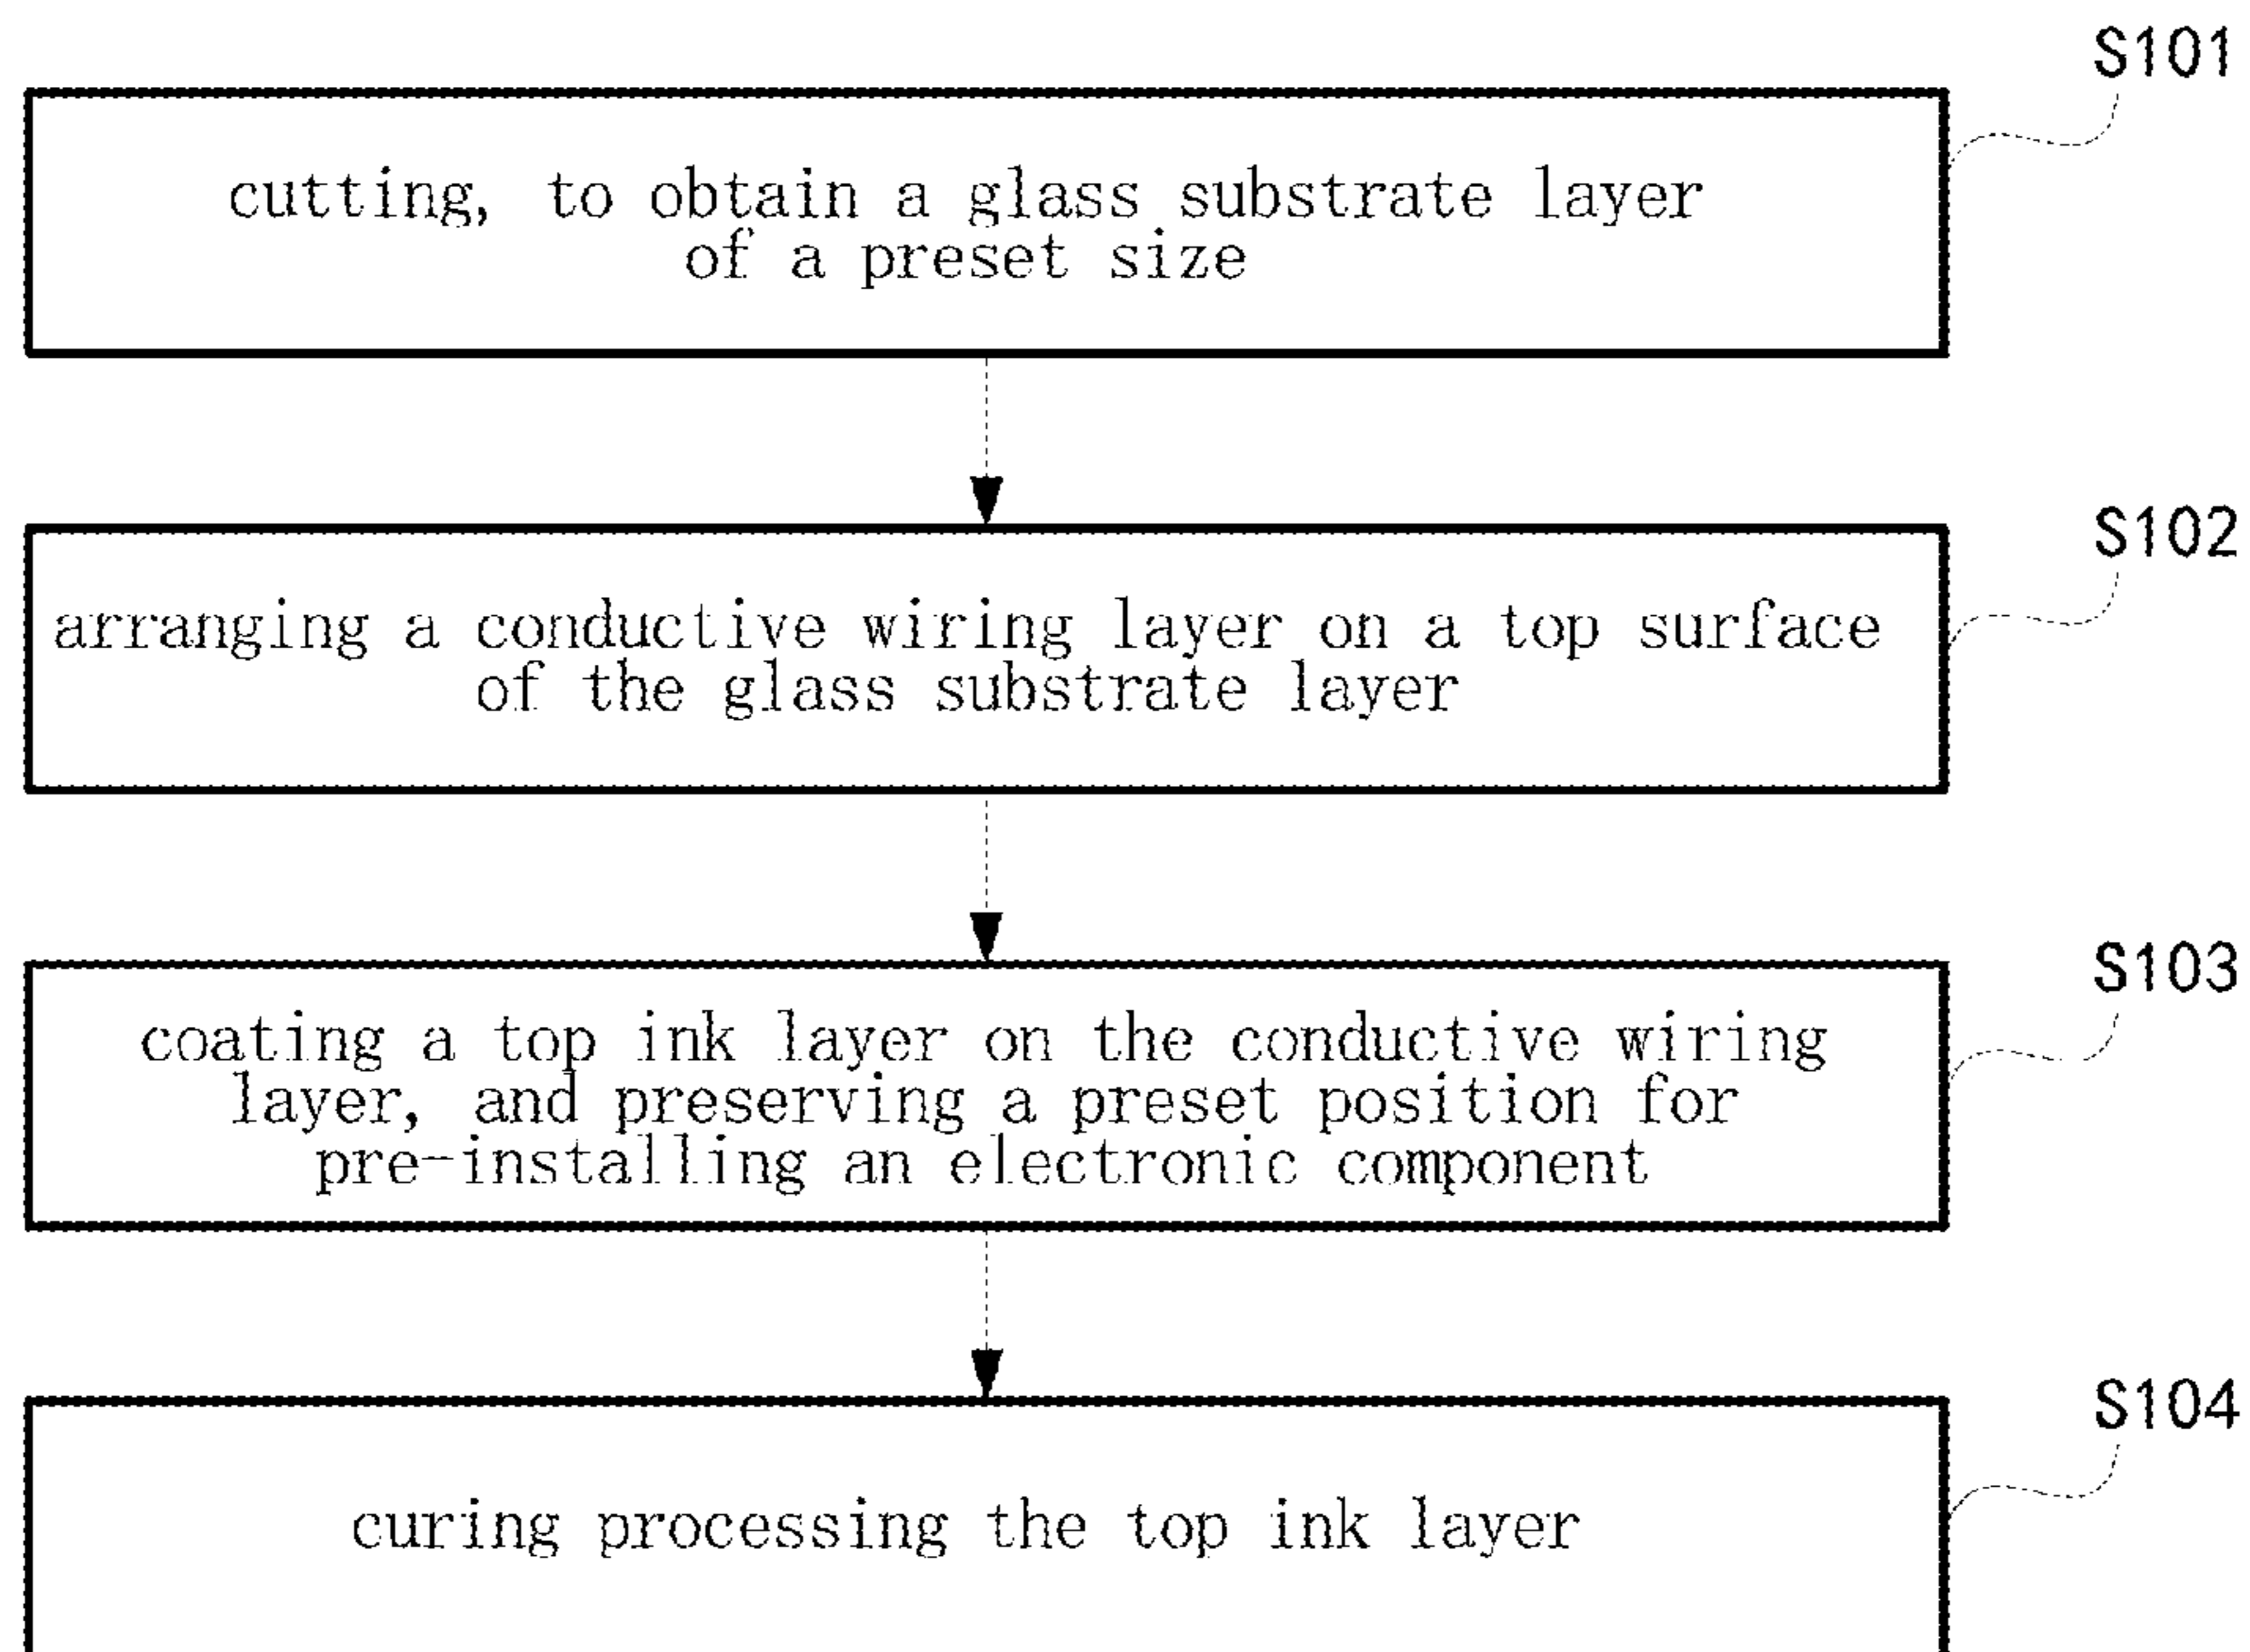 S101
cutting, to obtain a glass substrate layer
of a preset size
S102
arranging a conductive wiring layer on a top surface
of the glass substrate layer
S103
coating a top ink layer on the conductive wiring
layer, and preserving a preset position for
pre-installing an electronic component
S104
curing processing the top ink layer